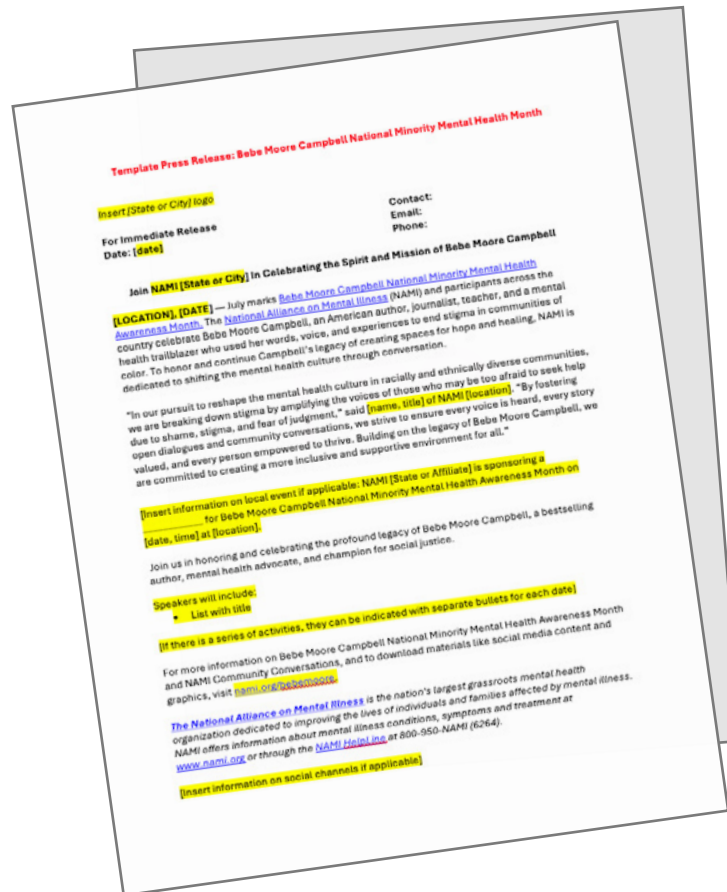 Template Press Release: Bebe Moore Campbell National Minority Mental Health Month
Insert [State or City] logo
For Immediate Release
Date: [date]
Contact:
Email:
Phone:
Join NAMI [State or City] In Celebrating the Spirit and Mission of Bebe Moore Campbell
[LOCATION], [DATE] — July marks Bebe Moore Campbell National Minority Mental Health
Awareness Month. The National Alliance on Mental Illness (NAMI) and participants across the
country celebrate Bebe Moore Campbell, an American author, journalist, teacher, and a mental
health trailblazer who used her words, voice, and experiences to end stigma in communities of
color. To honor and continue Campbell's legacy of creating spaces for hope and healing, NAMI is
dedicated to shifting the mental health culture through conversation.
"In our pursuit to reshape the mental health culture in racially and ethnically diverse communities,
we are breaking down stigma by amplifying the voices of those who may be too afraid to seek help
due to shame, stigma, and fear of judgment," said [name, title] of NAMI [location]. "By fostering
open dialogues and community conversations, we strive to ensure every voice is heard, every story
valued, and every person empowered to thrive. Building on the legacy of Bebe Moore Campbell, we
are committed to creating a more inclusive and supportive environment for all."
[Insert information on local event if applicable: NAMI [State or Affiliate] is sponsoring a
___________ for Bebe Moore Campbell National Minority Mental Health Awareness Month on
[date, time] at [location].
Join us in honoring and celebrating the profound legacy of Bebe Moore Campbell, a bestselling
author, mental health advocate, and champion for social justice.
Speakers will include:
• List with title
[If there is a series of activities, they can be indicated with separate bullets for each date]
For more information on Bebe Moore Campbell National Minority Mental Health Awareness Month
and NAMI Community Conversations, and to download materials like social media content and
graphics, visit nami.org/bebemoore.
The National Alliance on Mental Illness is the nation's largest grassroots mental health
organization dedicated to improving the lives of individuals and families affected by mental illness.
NAMI offers information about mental illness conditions, symptoms and treatment at
www.nami.org or through the NAMI HelpLine at 800-950-NAMI (6264).
[Insert information on social channels if applicable]